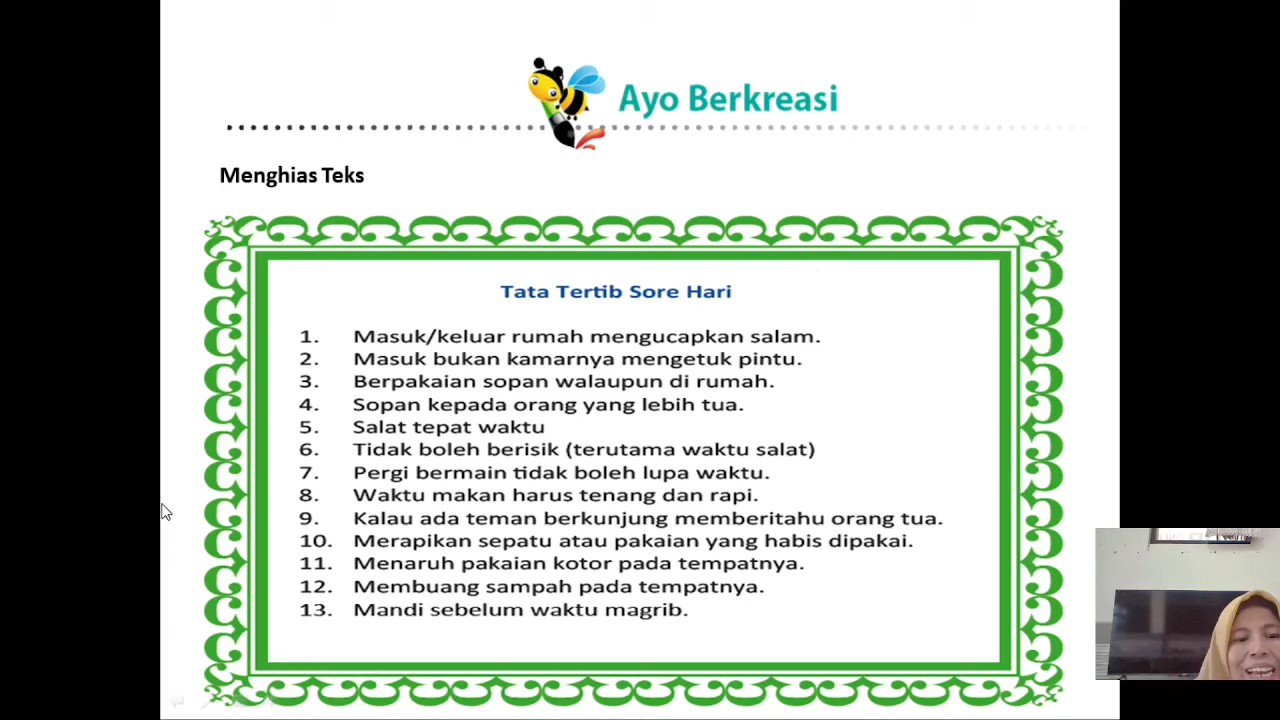 Ayo Berkreasi
Menghias Teks
Tata Tertib Sore Hari
1. Masuk/keluar rumah mengucapkan salam.
2. Masuk bukan kamarnya mengetuk pintu.
3. Berpakaian sopan walaupun di rumah.
4. Sopan kepada orang yang lebih tua.
5. Salat tepat waktu
6. Tidak boleh berisik (terutama waktu salat)
7. Pergi bermain tidak boleh lupa waktu.
8. Waktu makan harus tenang dan rapi.
9. Kalau ada teman berkunjung memberitahu orang tua.
10. Merapikan sepatu atau pakaian yang habis dipakai.
11. Menaruh pakaian kotor pada tempatnya.
12. Membuang sampah pada tempatnya.
13. Mandi sebelum waktu magrib.